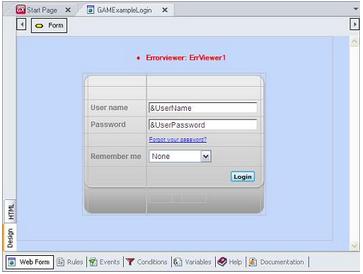 Start Page X GAMExampleLogin X
Form
Errorviewer: ErrViewer1
User name &UserName
Password &UserPassword
Forgot your password?
Remember me None
Login
HTML
Design
Web Form Rules Events Conditions Variables Help Documentation